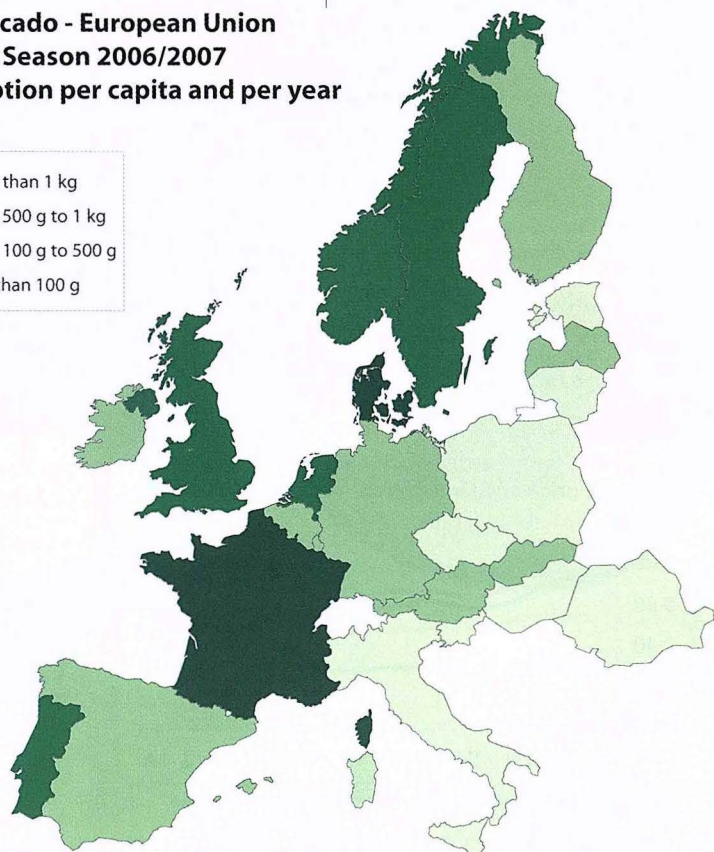 cado - European Union
Season 2006/2007
tion per capita and per year
than 1 kg
500 g to 1 kg
100 g to 500 g
han 100 g